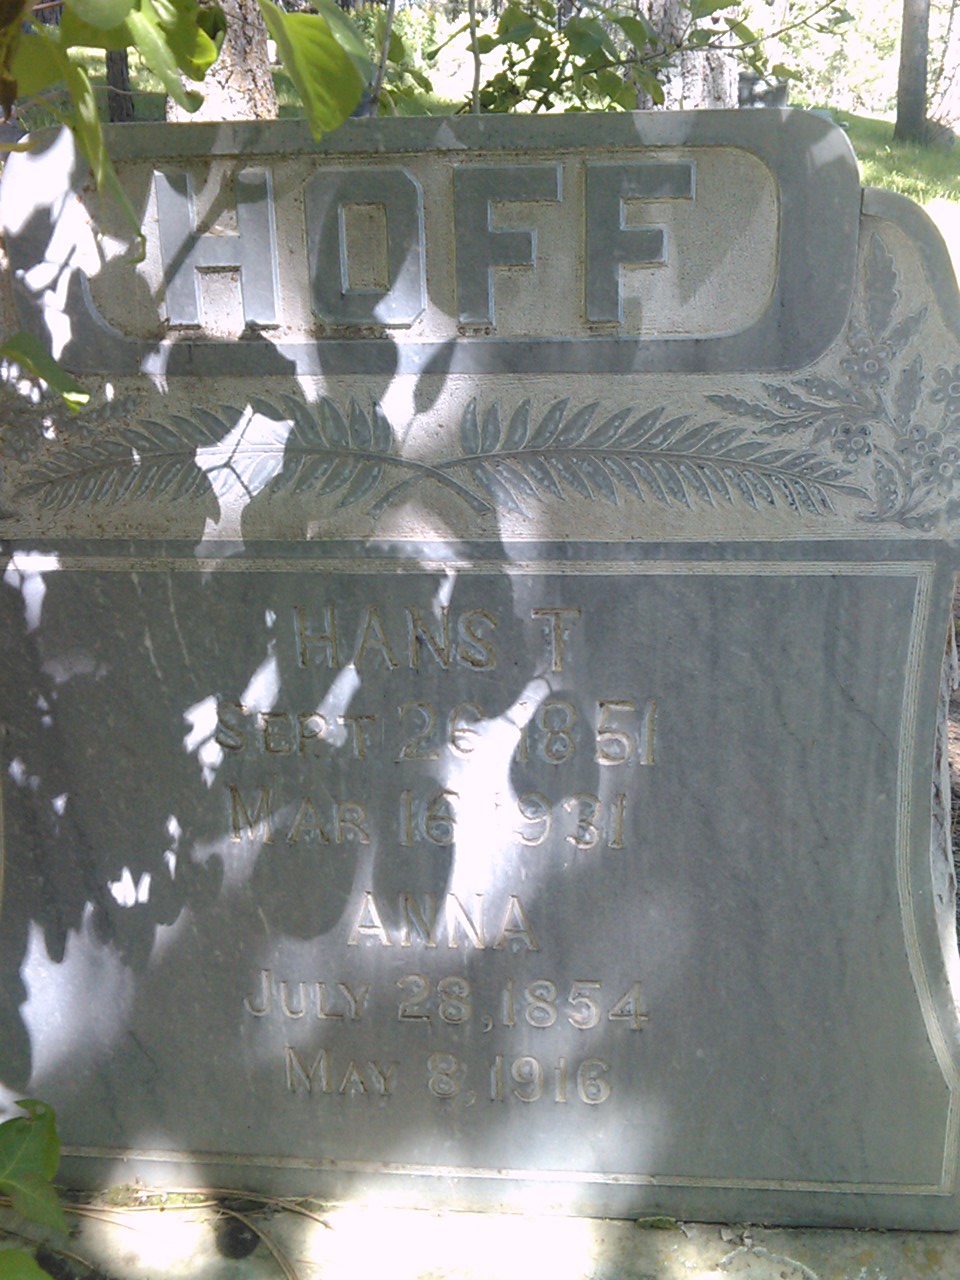 HOFF
HANS T
SEPT 26 1851
MAR 16 1931
ANNA
JULY 28, 1854
MAY 8, 1916